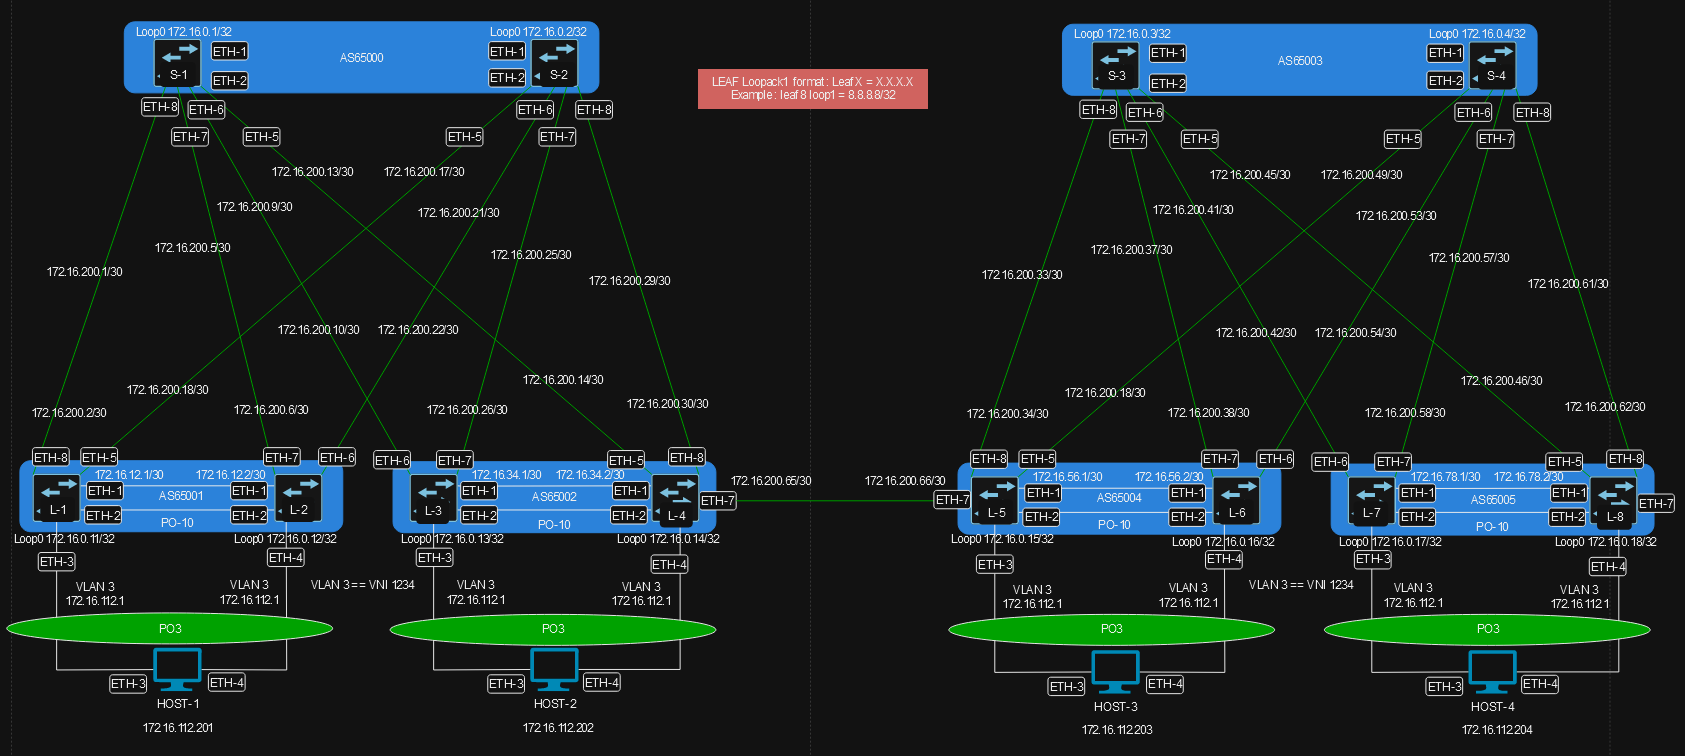 Loop0 172.16.0.1/32
Loop0 172.16.0.2/32
S-1
ETH-1
ETH-2
AS65000
ETH-1
ETH-2
S-2
ETH-8
ETH-6
ETH-7
ETH-5
ETH-5
ETH-6
ETH-7
ETH-8
LEAF Loopack1 format: LeafX = X.X.X.X
Example: leaf8 loop1 = 8.8.8.8/32
Loop0 172.16.0.3/32
Loop0 172.16.0.4/32
S-3
ETH-1
ETH-2
AS65003
ETH-1
ETH-2
S-4
ETH-8
ETH-6
ETH-7
ETH-5
ETH-5
ETH-6
ETH-7
ETH-8
172.16.200.13/30
172.16.200.17/30
172.16.200.9/30
172.16.200.21/30
172.16.200.5/30
172.16.200.25/30
172.16.200.1/30
172.16.200.29/30
172.16.200.10/30
172.16.200.22/30
172.16.200.18/30
172.16.200.14/30
172.16.200.2/30
172.16.200.6/30
172.16.200.26/30
172.16.200.30/30
172.16.200.45/30
172.16.200.49/30
172.16.200.41/30
172.16.200.53/30
172.16.200.37/30
172.16.200.57/30
172.16.200.33/30
172.16.200.61/30
172.16.200.42/30
172.16.200.54/30
172.16.200.18/30
172.16.200.46/30
172.16.200.34/30
172.16.200.38/30
172.16.200.58/30
172.16.200.62/30
ETH-8
ETH-5
ETH-7
ETH-6
172.16.12.1/30
172.16.12.2/30
L-1
ETH-1
ETH-2
AS65001
PO-10
ETH-1
ETH-2
L-2
Loop0 172.16.0.11/32
Loop0 172.16.0.12/32
ETH-3
ETH-4
VLAN 3
172.16.112.1
VLAN 3
172.16.112.1
PO3
ETH-3
ETH-4
HOST-1
172.16.112.201
VLAN 3 == VNI 1234
ETH-6
ETH-7
ETH-5
ETH-8
172.16.34.1/30
172.16.34.2/30
L-3
ETH-1
ETH-2
AS65002
PO-10
ETH-1
ETH-2
L-4
ETH-7
Loop0 172.16.0.13/32
Loop0 172.16.0.14/32
ETH-3
ETH-4
VLAN 3
172.16.112.1
VLAN 3
172.16.112.1
PO3
ETH-3
ETH-4
HOST-2
172.16.112.202
172.16.200.65/30
172.16.200.66/30
ETH-8
ETH-5
ETH-7
ETH-6
172.16.56.1/30
172.16.56.2/30
ETH-7
L-5
ETH-1
ETH-2
AS65004
PO-10
ETH-1
ETH-2
L-6
Loop0 172.16.0.15/32
Loop0 172.16.0.16/32
ETH-3
ETH-4
VLAN 3
172.16.112.1
VLAN 3
172.16.112.1
PO3
ETH-3
ETH-4
HOST-3
172.16.112.203
VLAN 3 == VNI 1234
ETH-6
ETH-7
ETH-5
ETH-8
172.16.78.1/30
172.16.78.2/30
L-7
ETH-1
ETH-2
AS65005
PO-10
ETH-1
ETH-2
L-8
ETH-7
Loop0 172.16.0.17/32
Loop0 172.16.0.18/32
ETH-3
ETH-4
VLAN 3
172.16.112.1
VLAN 3
172.16.112.1
PO3
ETH-3
ETH-4
HOST-4
172.16.112.204